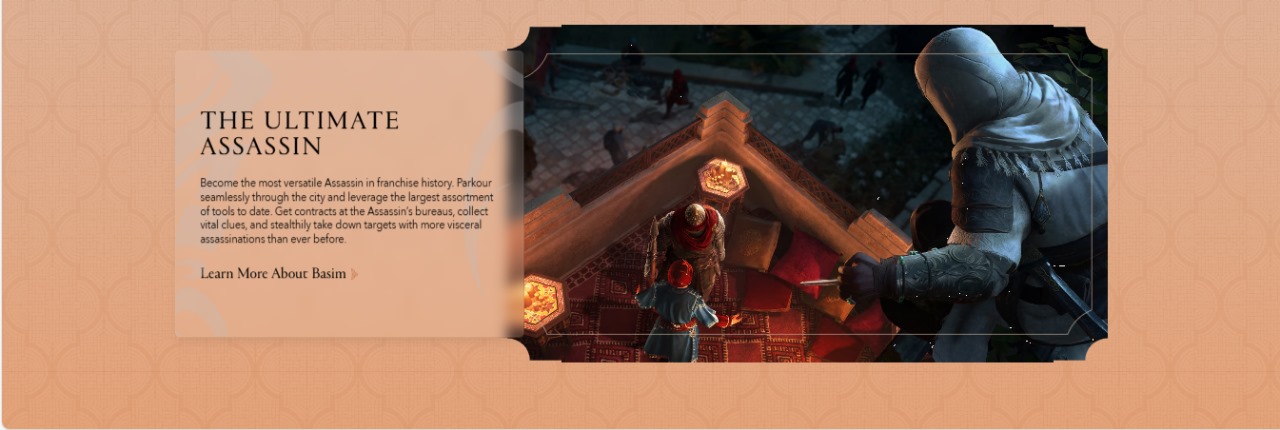 THE ULTIMATE
ASSASSIN
Become the most versatile Assassin in franchise history. Parkour
seamlessly through the city and leverage the largest assortment
of tools to date. Get contracts at the Assassin's bureaus, collect
vital clues, and stealthily take down targets with more visceral
assassinations than ever before.
Learn More About Basim